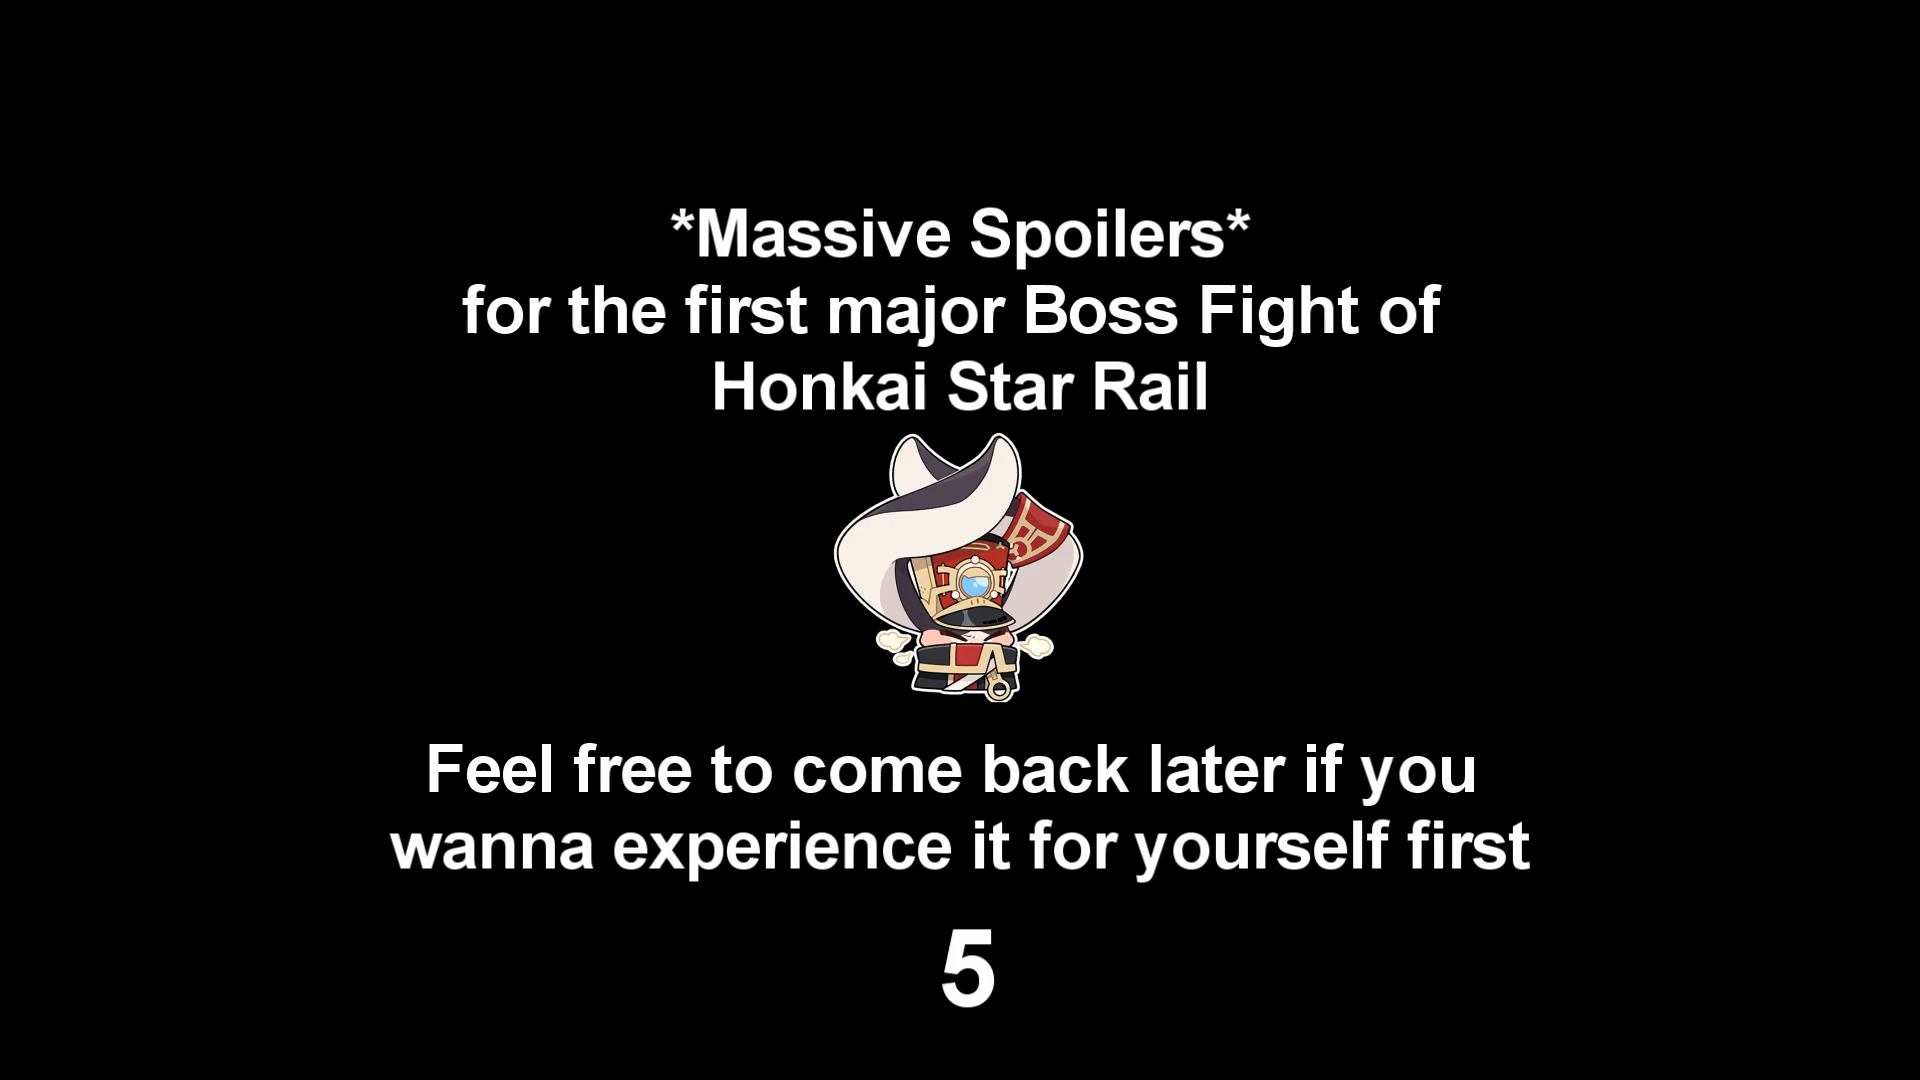 *Massive Spoilers*
for the first major Boss Fight of
Honkai Star Rail
Feel free to come back later if you
wanna experience it for yourself first
5